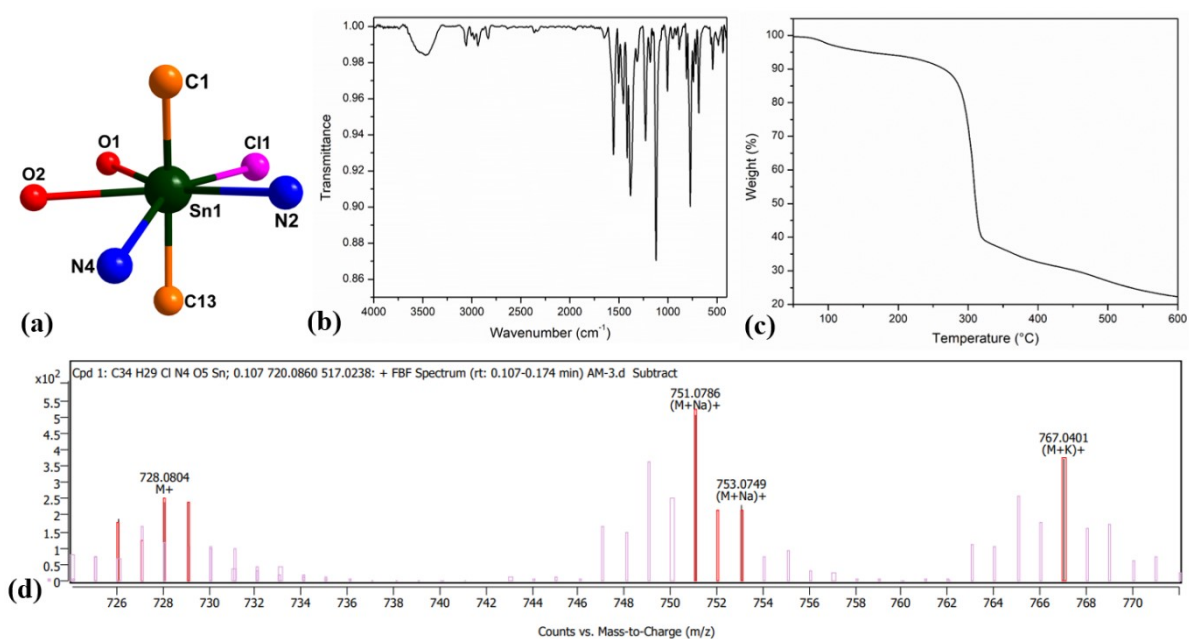 (a)
C1
O1
Cl1
O2
Sn1
N2
N4
C13
(b)
Transmittance
1.00
0.98
0.96
0.94
0.92
0.90
0.88
0.86
4000 3500 3000 2500 2000 1500 1000 500
Wavenumber (cm⁻¹)
(c)
Weight (%)
100
90
80
70
60
50
40
30
20
100 200 300 400 500 600
Temperature (°C)
(d)
x10²
Cpd 1: C34 H29 Cl N4 O5 Sn; 0.107 720.0860 517.0238: + FBF Spectrum (rt: 0.107-0.174 min) AM-3.d Subtract
5.5
5
4.5
4
3.5
3
2.5
2
1.5
1
0.5
0
728.0804
M+
751.0786
(M+Na)+
753.0749
(M+Na)+
767.0401
(M+K)+
726 728 730 732 734 736 738 740 742 744 746 748 750 752 754 756 758 760 762 764 766 768 770
Counts vs. Mass-to-Charge (m/z)